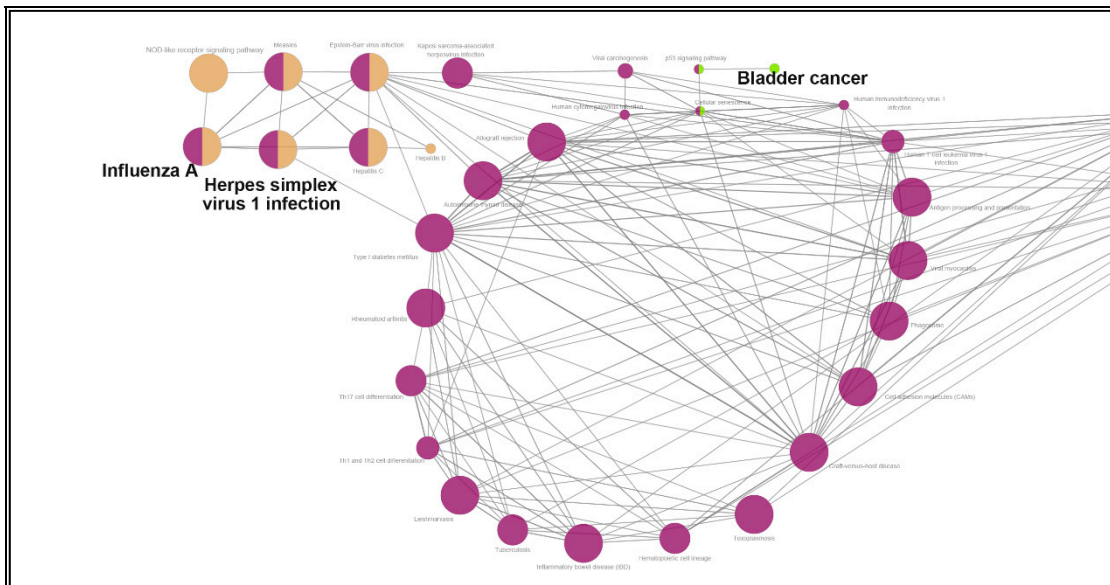 NOD-like receptor signaling pathway
Measles
Epstein-Barr virus infection
Kaposi sarcoma-associated
herpesvirus infection
Viral carcinogenesis
p53 signaling pathway
Bladder cancer
Human cytomegalovirus infection
Cellular senescence
Human immunodeficiency virus 1
infection
Allograft rejection
Influenza A
Herpes simplex
virus 1 infection
Hepatitis C
Hepatitis B
Human T-cell leukemia virus 1
infection
Autoimmune thyroid disease
Antigen processing and presentation
Type I diabetes mellitus
Viral myocarditis
Rheumatoid arthritis
Phagosome
Th17 cell differentiation
Cell adhesion molecules (CAMs)
Th1 and Th2 cell differentiation
Graft-versus-host disease
Leishmaniasis
Tuberculosis
Toxoplasmosis
Hematopoietic cell lineage
Inflammatory bowel disease (IBD)